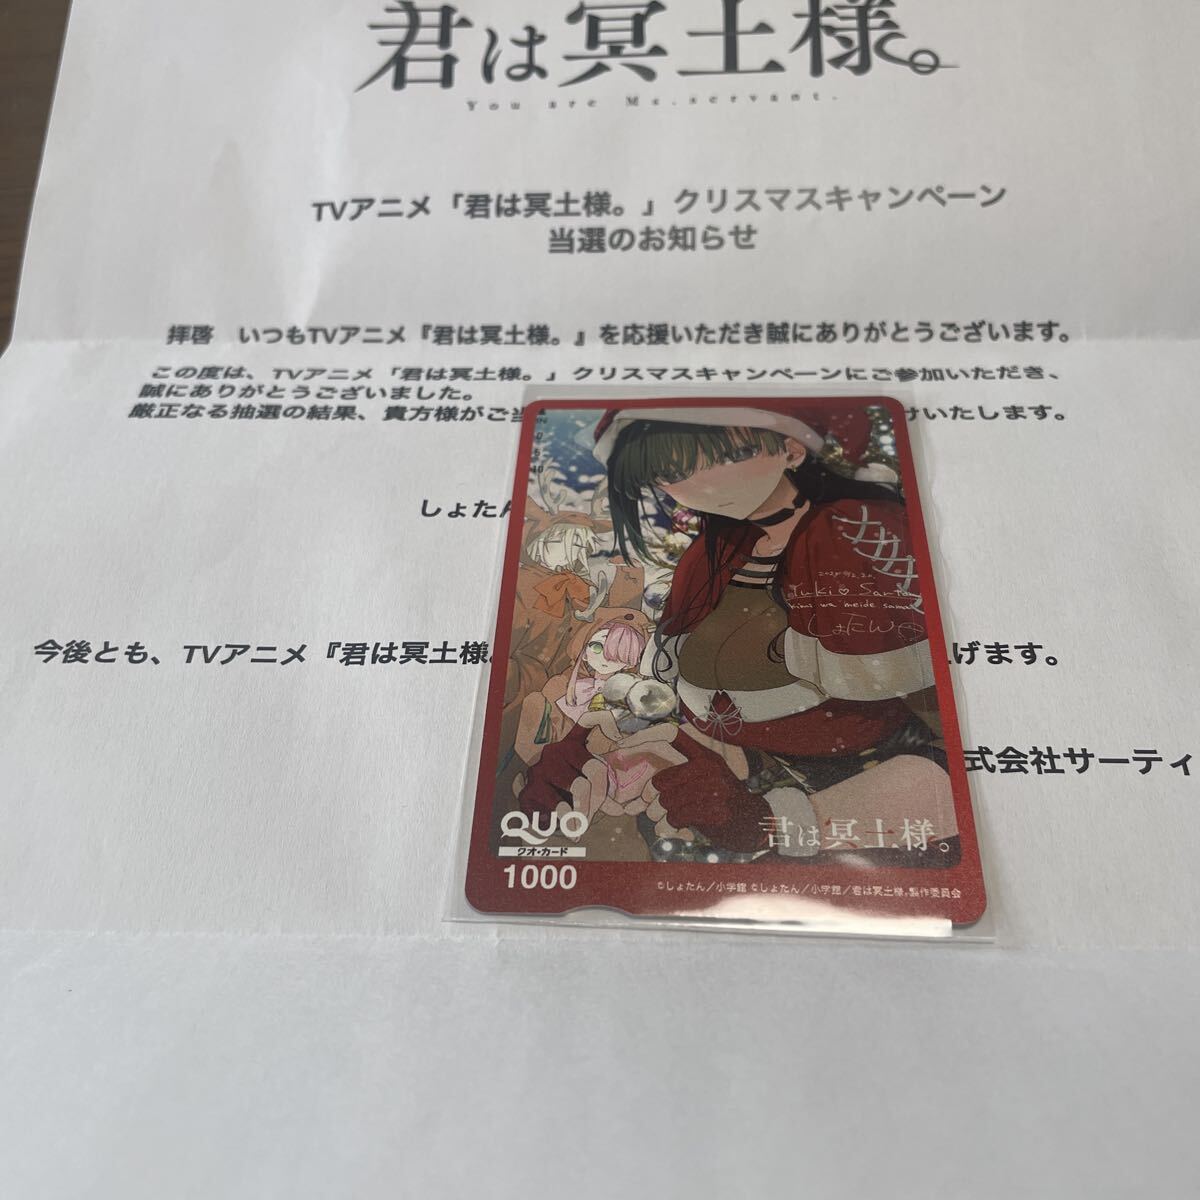 君は冥土様。
You are Ms.servant.
TVアニメ「君は冥土様。」クリスマスキャンペーン
当選のお知らせ
拝啓　いつもTVアニメ『君は冥土様。』を応援いただき誠にありがとうございます。
この度は、TVアニメ「君は冥土様。」クリスマスキャンペーンにご参加いただき、
誠にありがとうございました。
厳正なる抽選の結果、貴方様がご当
けいたします。
しょたん
今後とも、TVアニメ『君は冥土様。
げます。
式会社サーティ
0
5
10
Yuki♡
kimi wa meide sama
しょたん
QUO
クオ・カード
1000
君は冥土様。
©しょたん／小学館 ©しょたん／小学館／君は冥土様。製作委員会